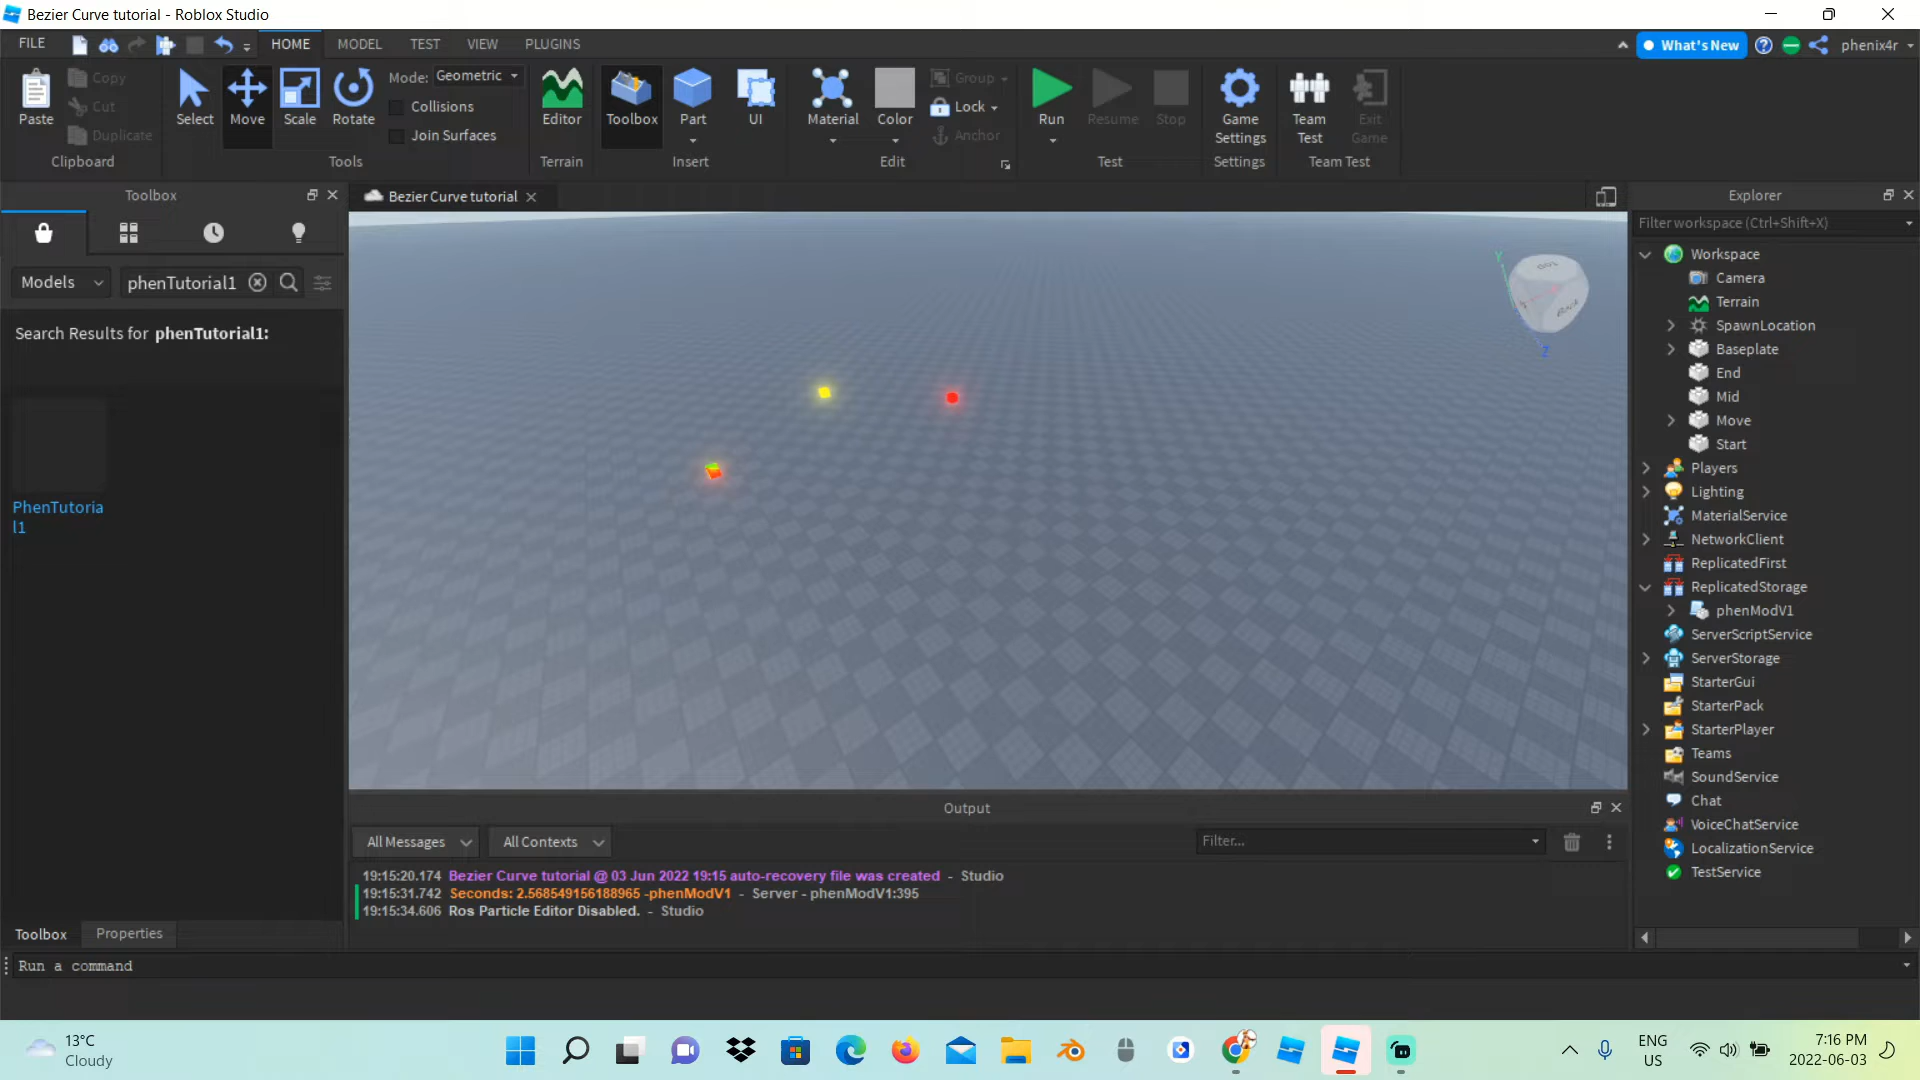 Bezier Curve tutorial - Roblox Studio
FILE
HOME
MODEL
TEST
VIEW
PLUGINS
What's New
phenix4r
Paste
Copy
Cut
Duplicate
Clipboard
Select
Move
Scale
Rotate
Mode: Geometric
Collisions
Join Surfaces
Tools
Editor
Terrain
Toolbox
Part
UI
Insert
Material
Color
Group
Lock
Anchor
Edit
Run
Resume
Stop
Test
Game
Settings
Settings
Team
Test
Exit
Game
Team Test
Toolbox
Models
phenTutorial1
Search Results for phenTutorial1:
PhenTutoria
l1
Toolbox
Properties
Bezier Curve tutorial
Y
Z
Output
All Messages
All Contexts
Filter...
19:15:20.174 Bezier Curve tutorial @ 03 Jun 2022 19:15 auto-recovery file was created - Studio
19:15:31.742 Seconds: 2.568549156188965 -phenModV1 - Server - phenModV1:395
19:15:34.606 Ros Particle Editor Disabled. - Studio
Explorer
Filter workspace (Ctrl+Shift+X)
Workspace
Camera
Terrain
SpawnLocation
Baseplate
End
Mid
Move
Start
Players
Lighting
MaterialService
NetworkClient
ReplicatedFirst
ReplicatedStorage
phenModV1
ServerScriptService
ServerStorage
StarterGui
StarterPack
StarterPlayer
Teams
SoundService
Chat
VoiceChatService
LocalizationService
TestService
Run a command
13°C
Cloudy
ENG
US
7:16 PM
2022-06-03